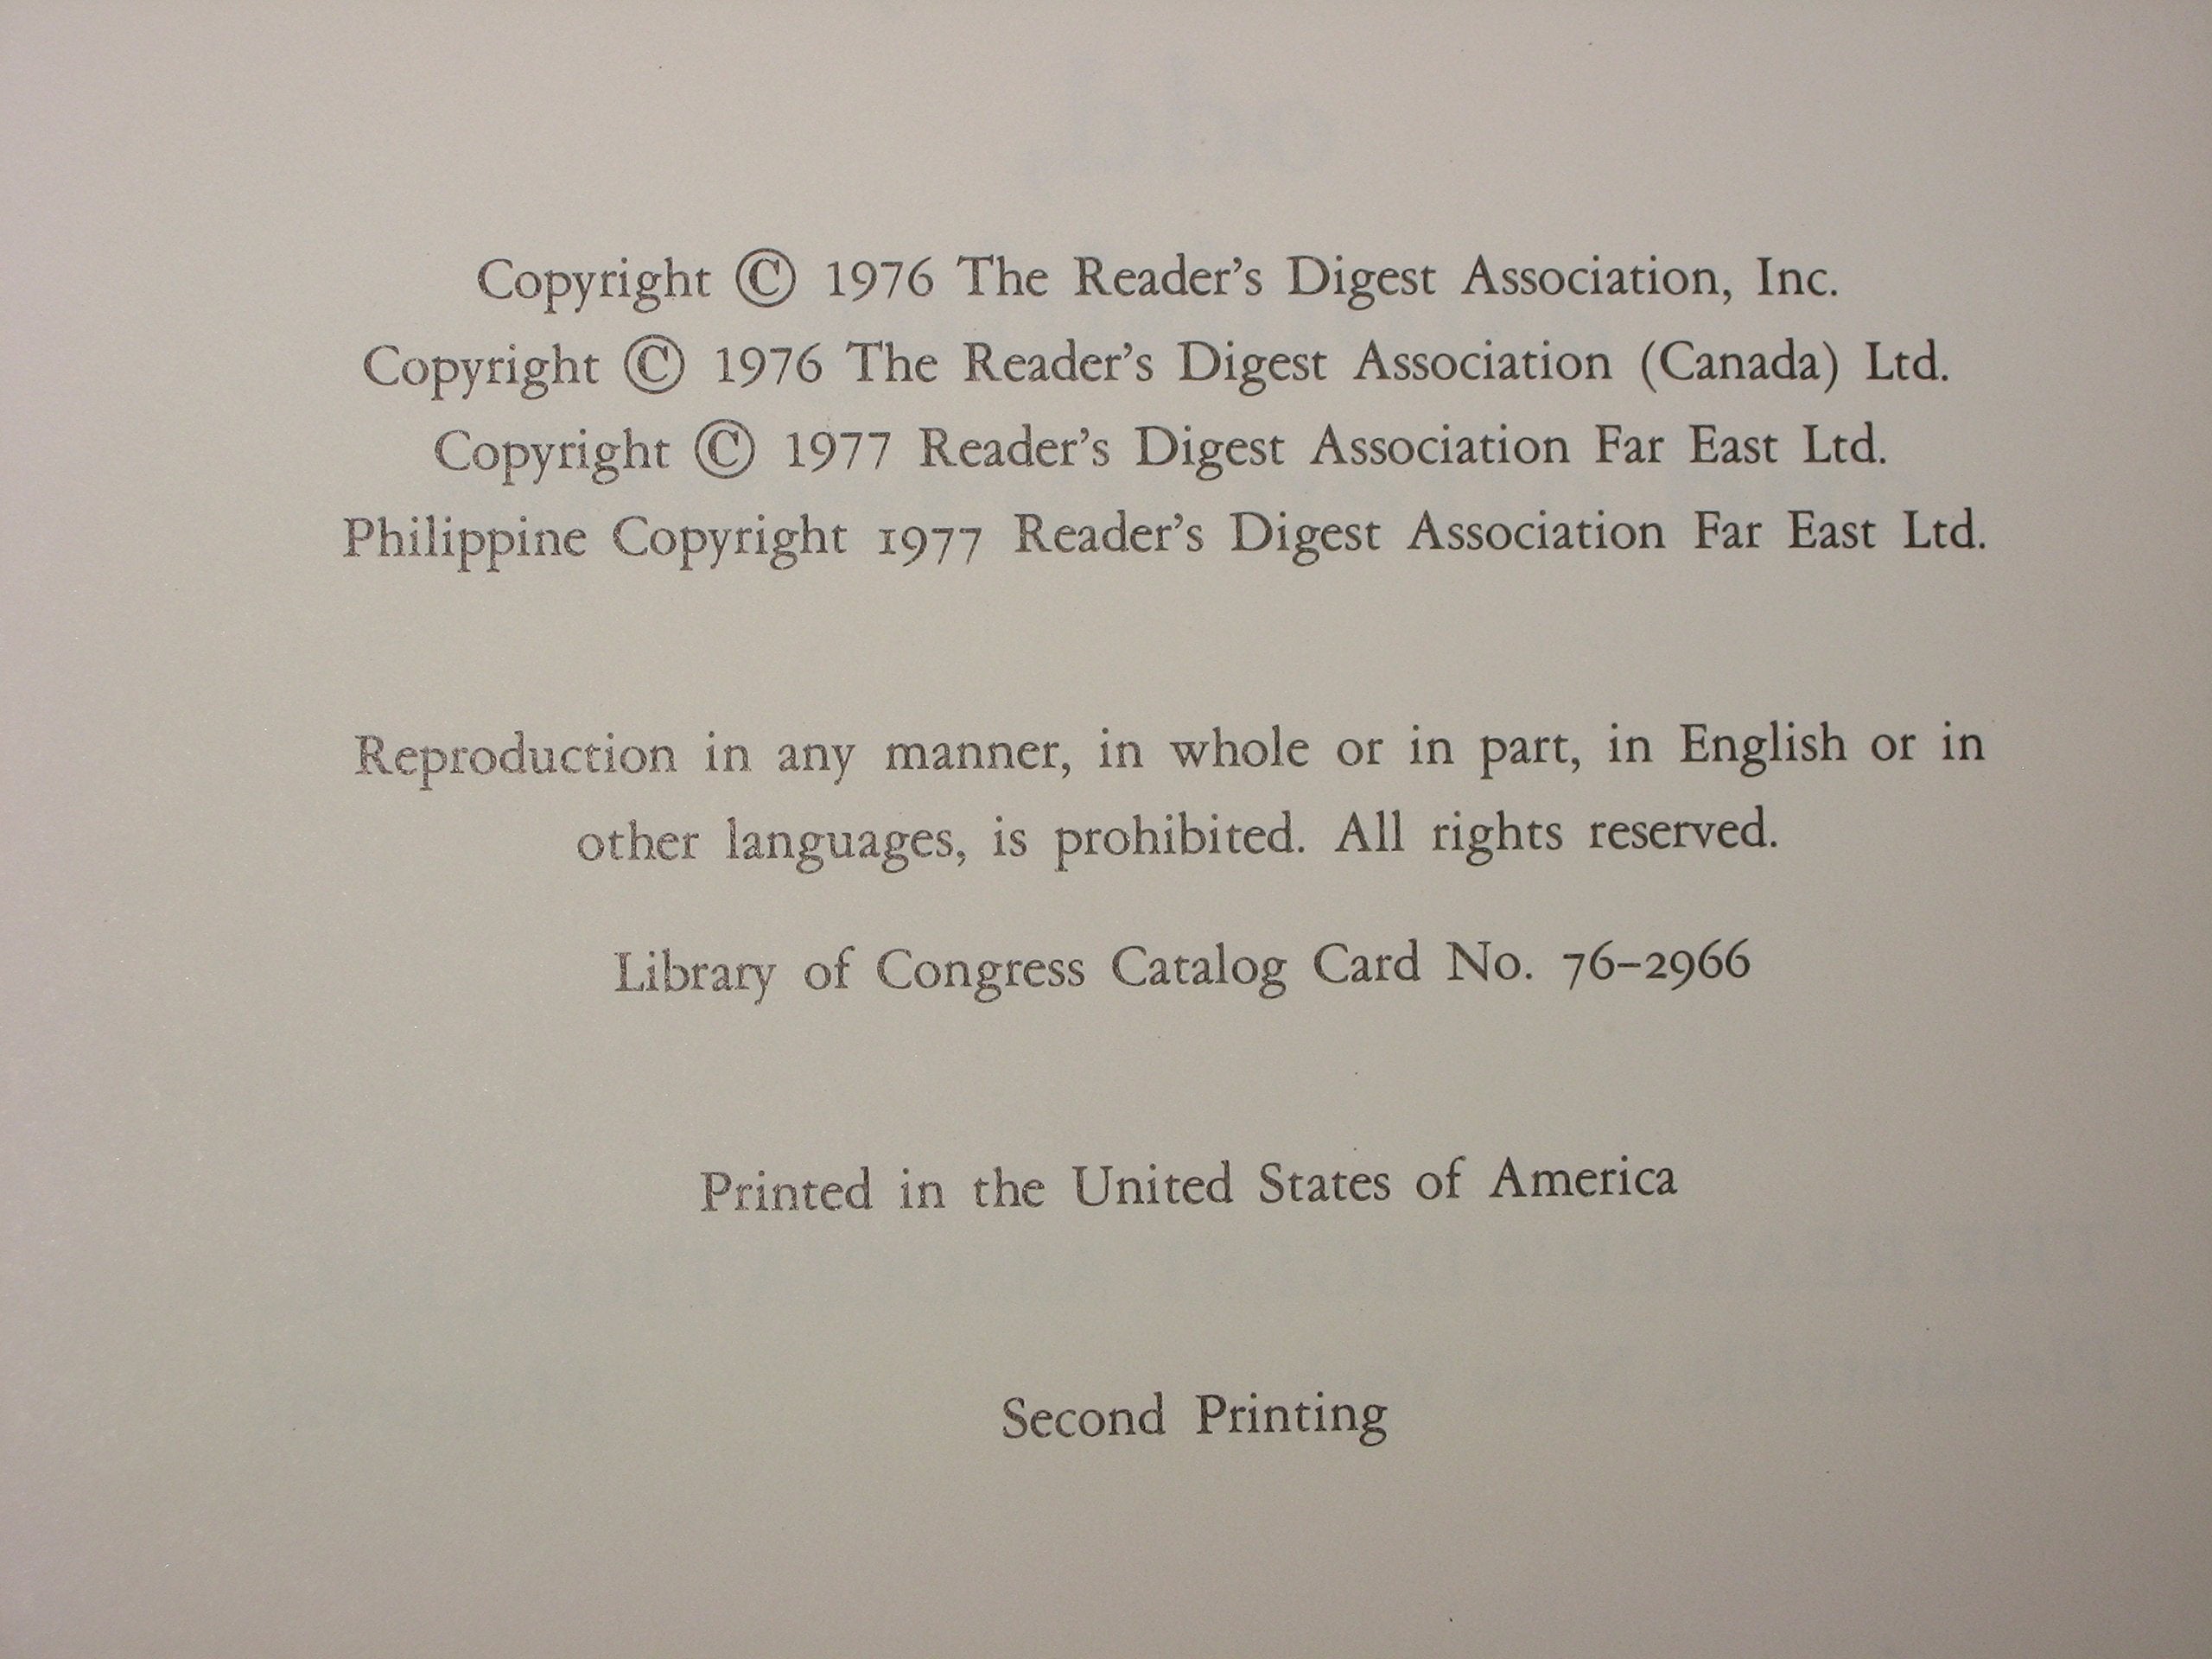 Copyright © 1976 The Reader’s Digest Association, Inc.
Copyright © 1976 The Reader’s Digest Association (Canada) Ltd.
Copyright © 1977 Reader’s Digest Association Far East Ltd.
Philippine Copyright 1977 Reader’s Digest Association Far East Ltd.
Reproduction in any manner, in whole or in part, in English or in
other languages, is prohibited. All rights reserved.
Library of Congress Catalog Card No. 76–2966
Printed in the United States of America
Second Printing